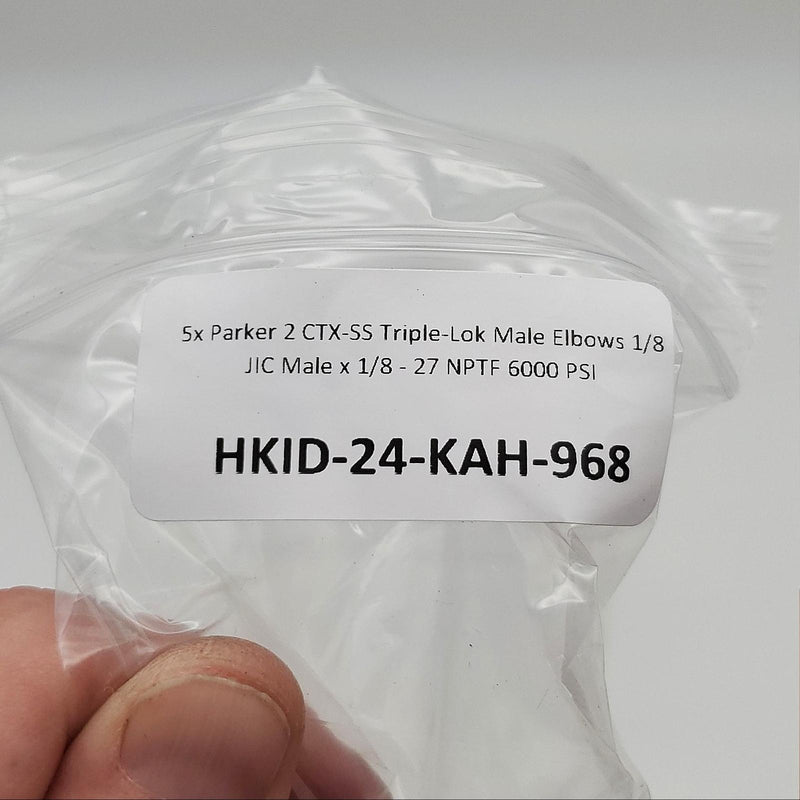 5x Parker 2 CTX-SS Triple-Lok Male Elbows 1/8
JIC Male x 1/8 - 27 NPTF 6000 PSI
HKID-24-KAH-968